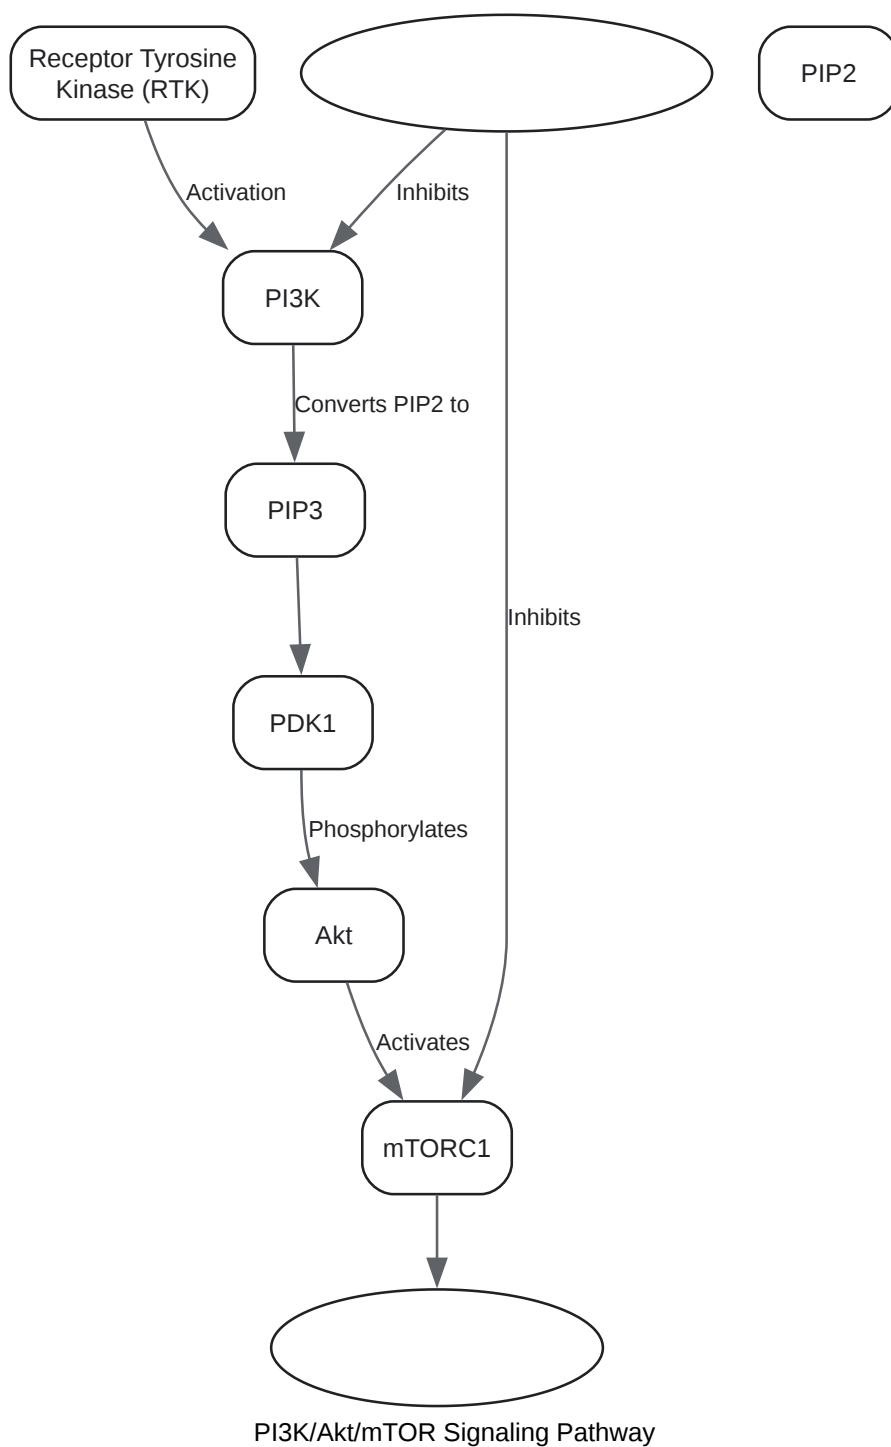 Receptor Tyrosine
Kinase (RTK)
PIP2
Activation
Inhibits
PI3K
Converts PIP2 to
PIP3
Inhibits
PDK1
Phosphorylates
Akt
Activates
mTORC1
PI3K/Akt/mTOR Signaling Pathway